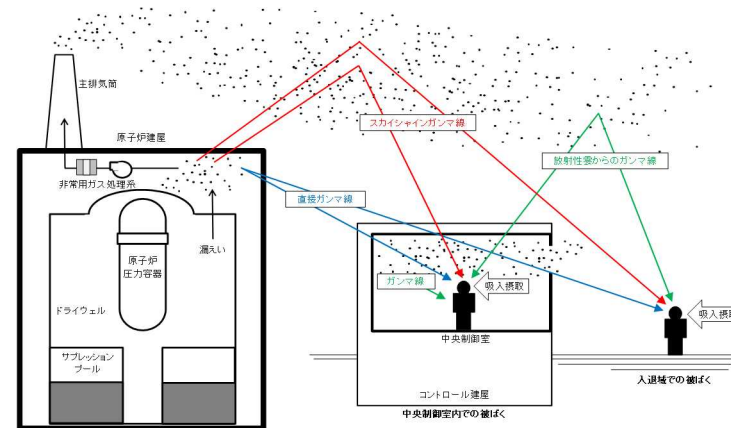 主排気筒
原子炉建屋
非常用ガス処理系
スカイシャインガンマ線
放射性雲からのガンマ線
直接ガンマ線
漏えい
原子炉
圧力容器
ガンマ線
吸入摂取
吸入摂取
ドライウェル
中央制御室
サプレッション
プール
入退域での被ばく
コントロール建屋
中央制御室内での被ばく